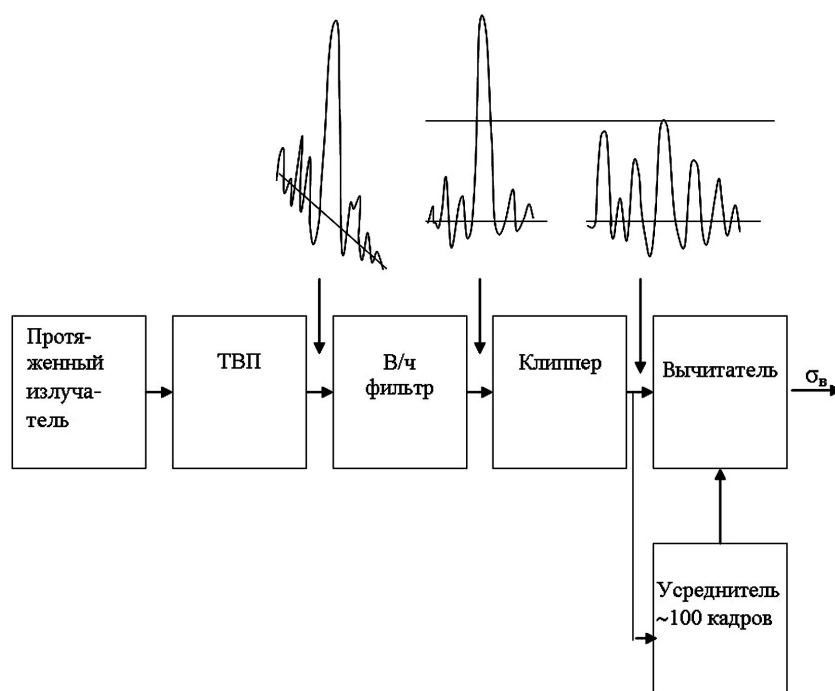 Протя-
женный
излуча-
тель
ТВП
В/ч
фильтр
Клиппер
Вычитатель
σв
Усреднитель
~100 кадров